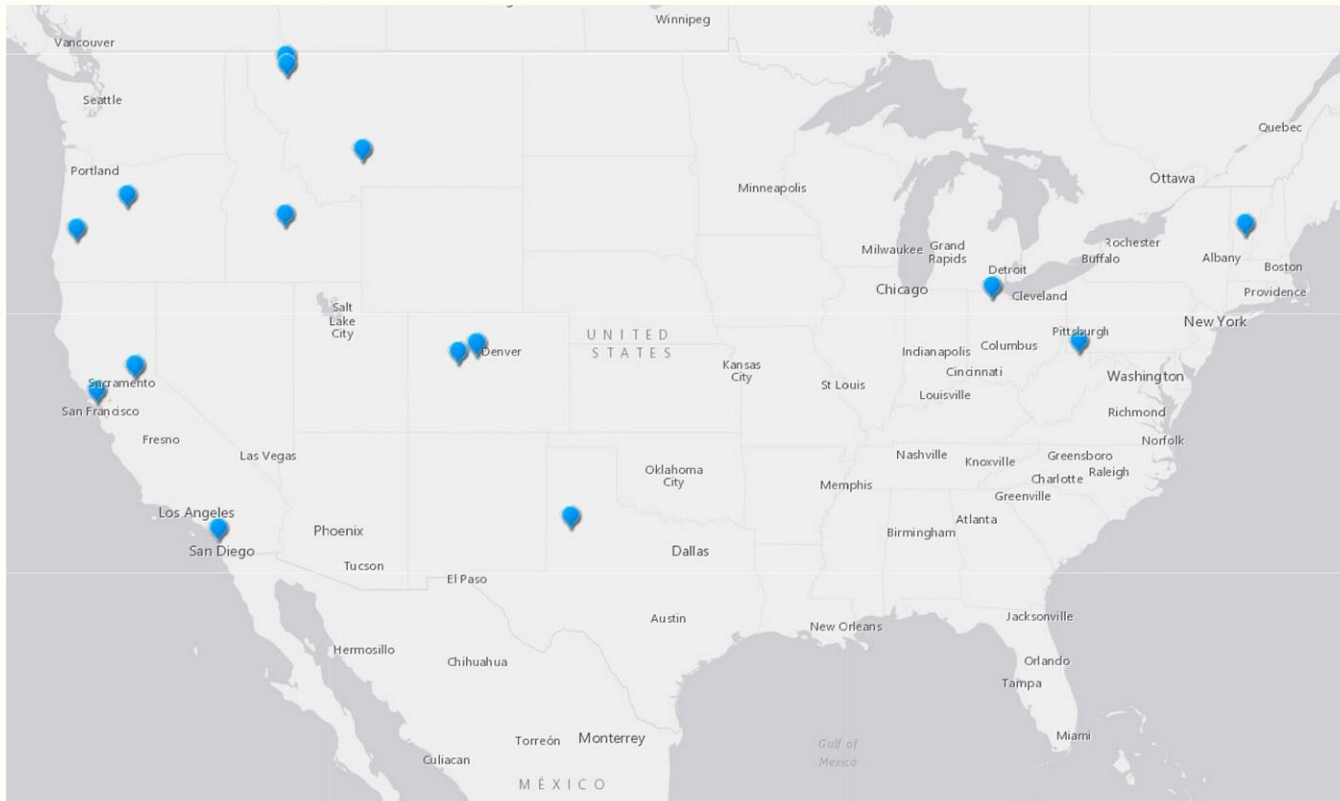 Winnipeg
Vancouver
Seattle
Quebec
Portland
Ottawa
Minneapolis
Milwaukee
Grand
Rapids
Rochester
Buffalo
Albany
Boston
Detroit
Chicago
Cleveland
Providence
Salt
Lake
City
New York
UNITED
STATES
Pittsburgh
Denver
Columbus
Indianapolis
Kansas
City
Cincinnati
Washington
Sacramento
St Louis
Louisville
San Francisco
Richmond
Fresno
Norfolk
Las Vegas
Nashville
Knoxville
Greensboro
Oklahoma
City
Raleigh
Charlotte
Memphis
Greenville
Los Angeles
Phoenix
Atlanta
Birmingham
San Diego
Dallas
Tucson
El Paso
Austin
Jacksonville
New Orleans
Hermosillo
Chihuahua
Orlando
Tampa
Torreón
Monterrey
Miami
Gulf of
Mexico
Culiacan
MÉXICO